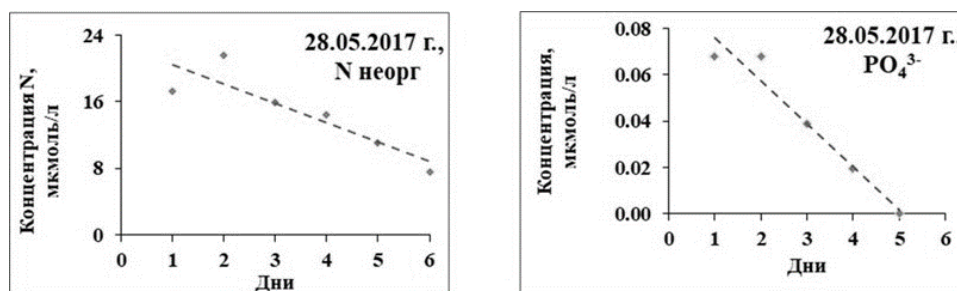 Концентрация N,
мкмоль/л
24
16
8
0
28.05.2017 г.,
N неорг
0 1 2 3 4 5 6
Дни
Концентрация,
мкмоль/л
0.08
0.06
0.04
0.02
0.00
28.05.2017 г.,
PO₄³⁻
0 1 2 3 4 5 6
Дни